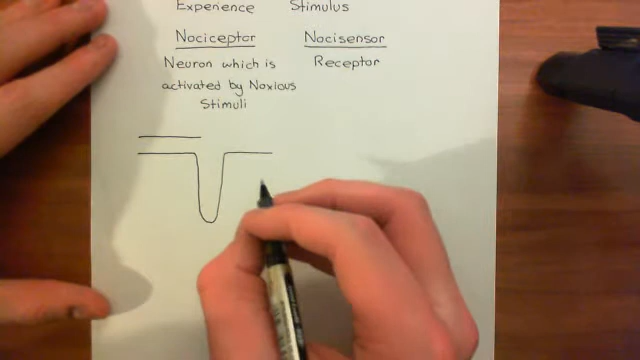 Experience Stimulus
Nociceptor Nocisensor
Neuron which is Receptor
activated by Noxious
Stimuli